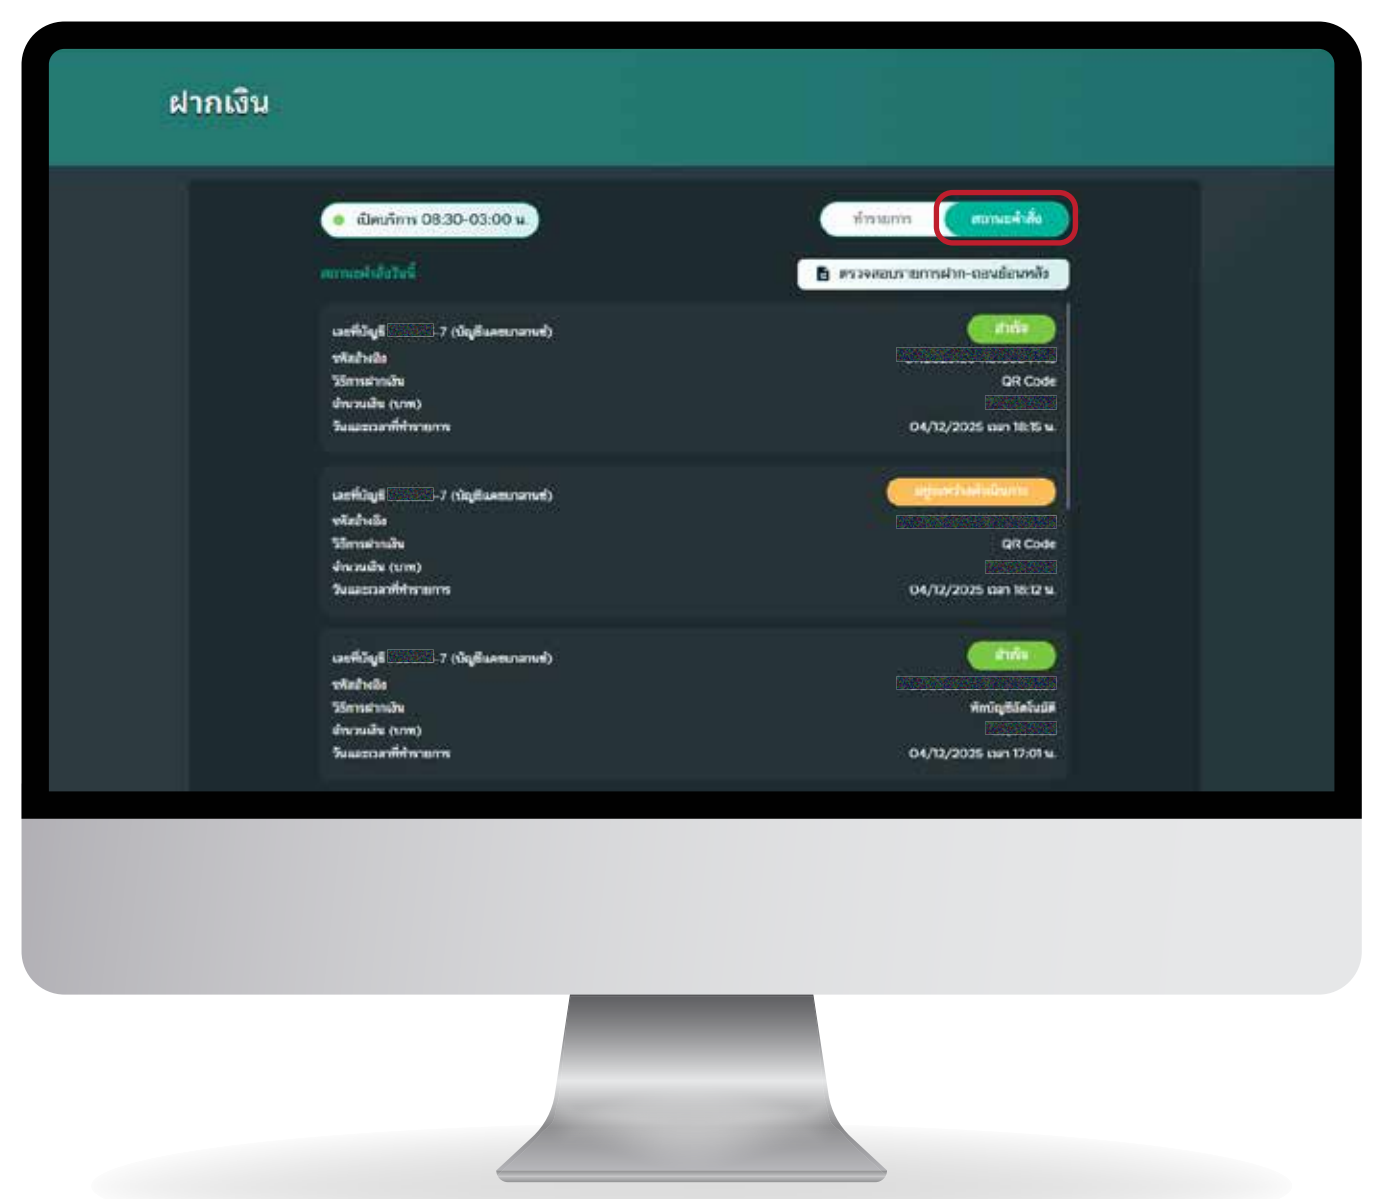 ฝากเงิน
เปิดบริการ 08:30-03:00 น.
ทำรายการ
สถานะคำสั่ง
สถานะคำสั่งวันนี้
ตรวจสอบรายการฝาก-ถอนย้อนหลัง
เลขที่บัญชี -7 (บัญชีแคชบาลานซ์)
สำเร็จ
รหัสอ้างอิง
วิธีการฝากเงิน QR Code
จำนวนเงิน (บาท)
วันและเวลาที่ทำรายการ 04/12/2025 เวลา 18:15 น.
เลขที่บัญชี -7 (บัญชีแคชบาลานซ์)
อยู่ระหว่างดำเนินการ
รหัสอ้างอิง
วิธีการฝากเงิน QR Code
จำนวนเงิน (บาท)
วันและเวลาที่ทำรายการ 04/12/2025 เวลา 18:12 น.
เลขที่บัญชี -7 (บัญชีแคชบาลานซ์)
สำเร็จ
รหัสอ้างอิง
วิธีการฝากเงิน หักบัญชีอัตโนมัติ
จำนวนเงิน (บาท)
วันและเวลาที่ทำรายการ 04/12/2025 เวลา 17:01 น.